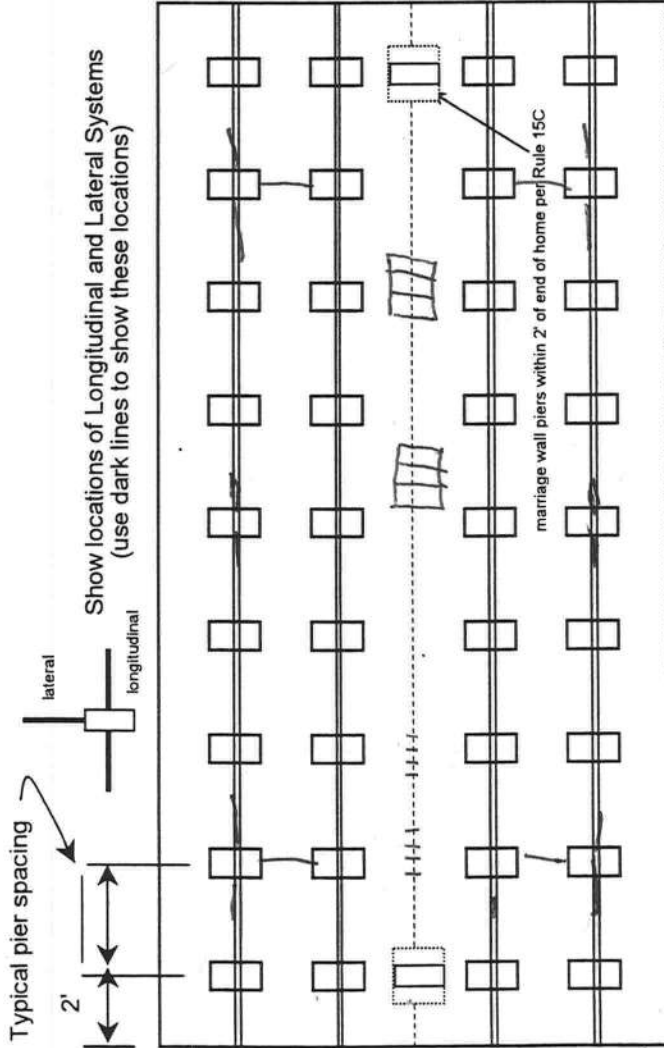 Typical pier spacing
2'
lateral
longitudinal
Show locations of Longitudinal and Lateral Systems
(use dark lines to show these locations)
marriage wall piers within 2' of end of home per Rule 15C